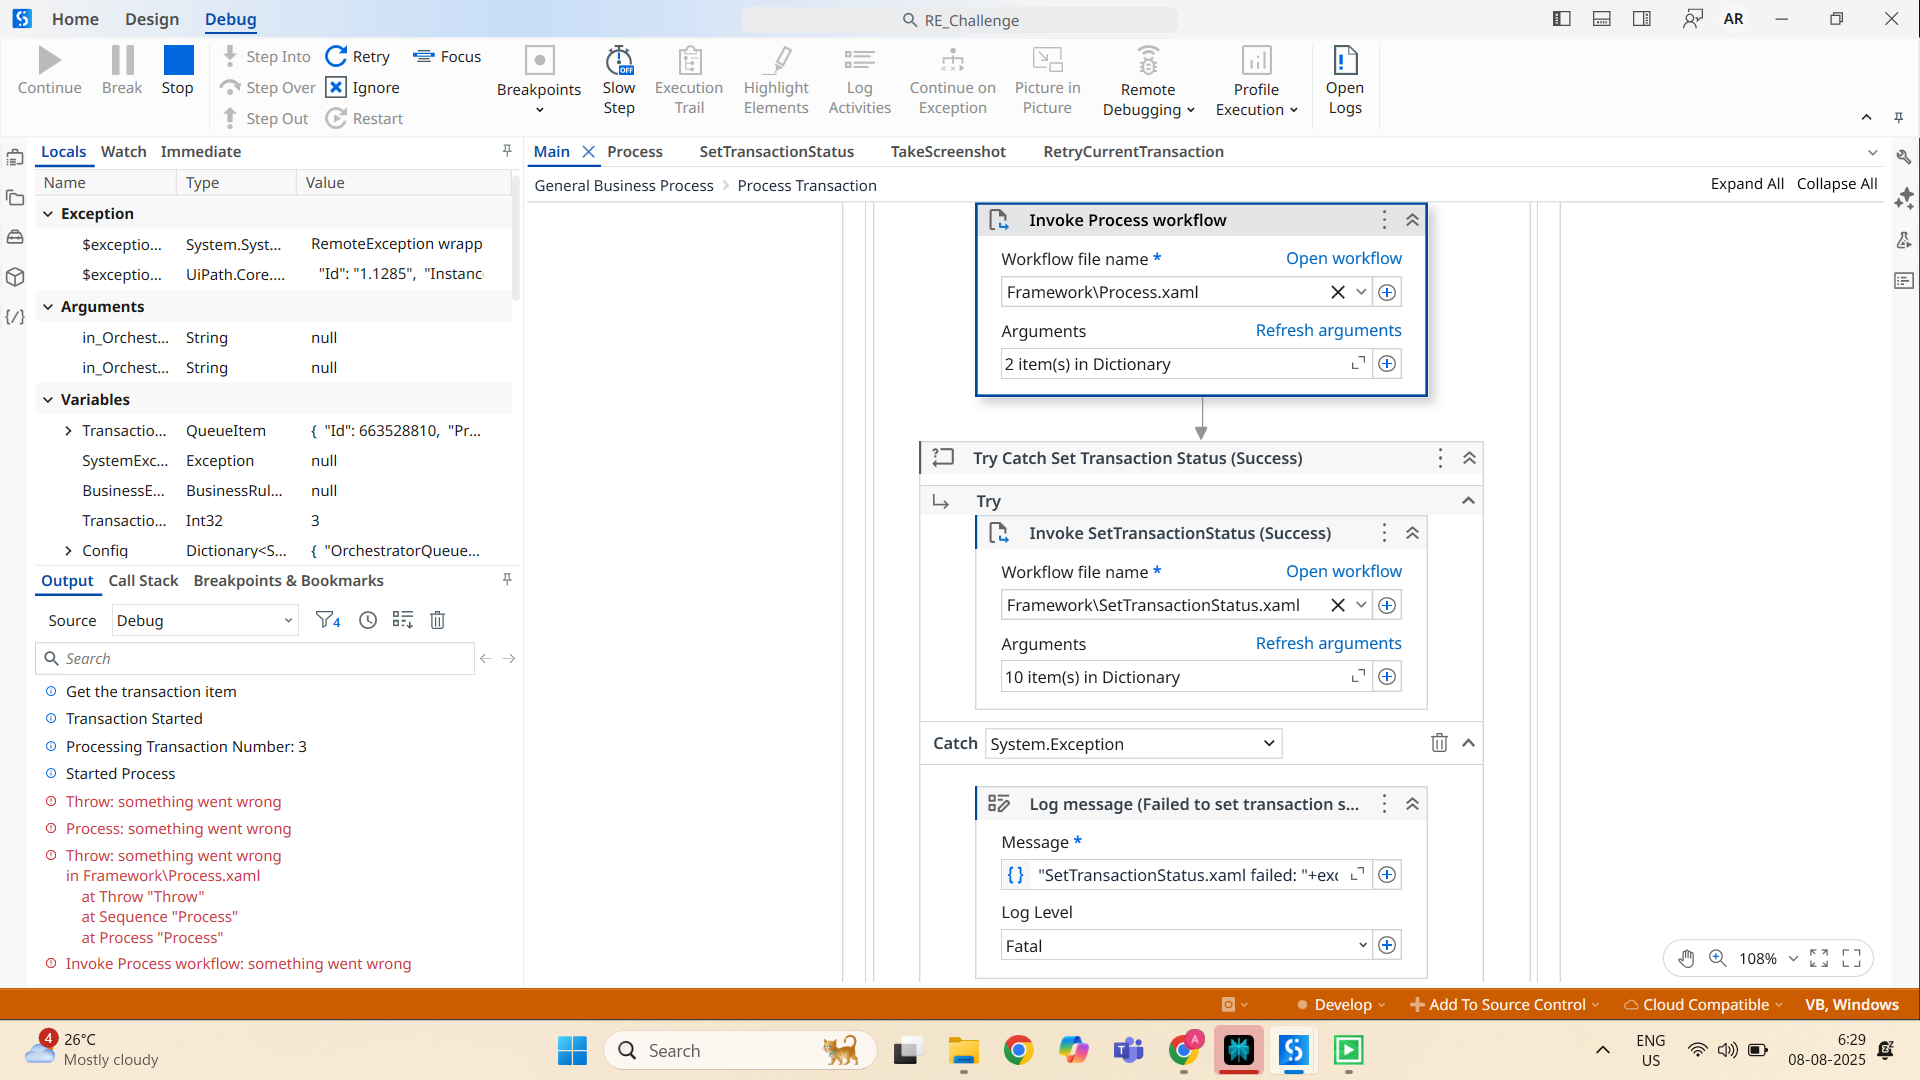 Home
Design
Debug
RE_Challenge
AR
Continue
Break
Stop
Step Into
Step Over
Step Out
Retry
Ignore
Restart
Focus
Breakpoints
Slow
Step
OFF
Execution
Trail
Highlight
Elements
Log
Activities
Continue on
Exception
Picture in
Picture
Remote
Debugging
Profile
Execution
Open
Logs
Locals
Watch
Immediate
Name
Type
Value
Exception
$exceptio... System.Syst... RemoteException wrapp
$exceptio... UiPath.Core.... "Id": "1.1285", "Instanc
Arguments
in_Orchest... String null
in_Orchest... String null
Variables
Transactio... QueueItem { "Id": 663528810, "Pr...
SystemExc... Exception null
BusinessE... BusinessRul... null
Transactio... Int32 3
Config Dictionary<S... { "OrchestratorQueue...
Output
Call Stack
Breakpoints & Bookmarks
Source
Debug
4
Search
Get the transaction item
Transaction Started
Processing Transaction Number: 3
Started Process
Throw: something went wrong
Process: something went wrong
Throw: something went wrong
in Framework\Process.xaml
at Throw "Throw"
at Sequence "Process"
at Process "Process"
Invoke Process workflow: something went wrong
Main
Process
SetTransactionStatus
TakeScreenshot
RetryCurrentTransaction
General Business Process > Process Transaction
Expand All
Collapse All
Invoke Process workflow
Workflow file name *
Open workflow
Framework\Process.xaml
Arguments
Refresh arguments
2 item(s) in Dictionary
Try Catch Set Transaction Status (Success)
Try
Invoke SetTransactionStatus (Success)
Workflow file name *
Open workflow
Framework\SetTransactionStatus.xaml
Arguments
Refresh arguments
10 item(s) in Dictionary
Catch
System.Exception
Log message (Failed to set transaction s...
Message *
{} "SetTransactionStatus.xaml failed: "+exc
Log Level
Fatal
108%
Develop
Add To Source Control
Cloud Compatible
VB, Windows
4
26°C
Mostly cloudy
Search
A
ENG
US
6:29
08-08-2025